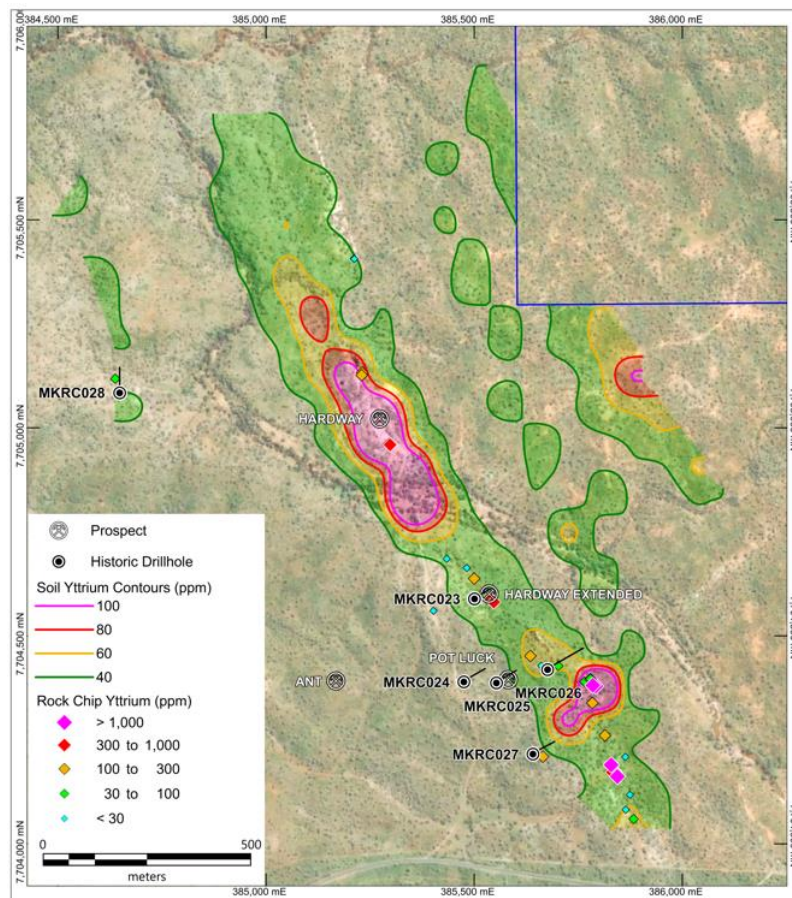 384,500 mE
385,000 mE
385,500 mE
386,000 mE
7,706,000 mN
7,705,500 mN
7,705,000 mN
MKRC028
HARDWAY
MKRC023
HARDWAY EXTENDED
POT LUCK
ANT
MKRC024
MKRC025
MKRC026
MKRC027
Prospect
Historic Drillhole
Soil Yttrium Contours (ppm)
100
80
60
40
Rock Chip Yttrium (ppm)
> 1,000
300 to 1,000
100 to 300
30 to 100
< 30
0 500
meters
7,704,500 mN
7,704,000 mN
385,000 mE
385,500 mE
386,000 mE